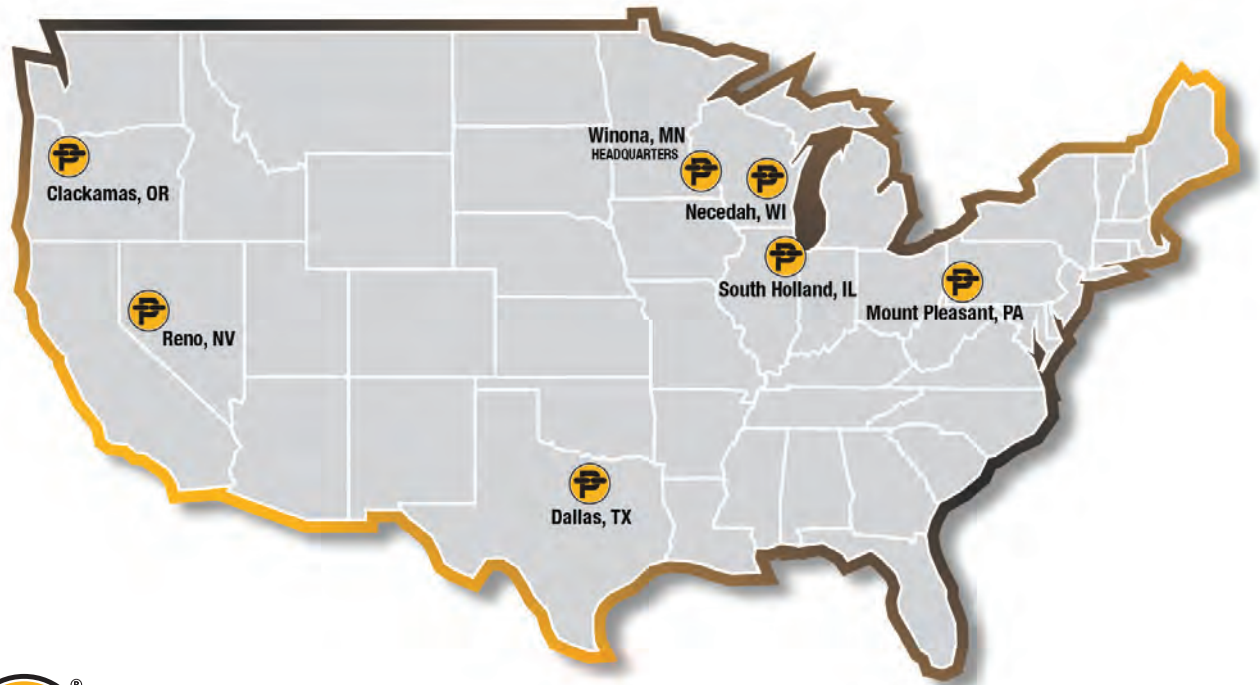 Winona, MN
HEADQUARTERS
Clackamas, OR
Necedah, WI
South Holland, IL
Mount Pleasant, PA
Reno, NV
Dallas, TX
®